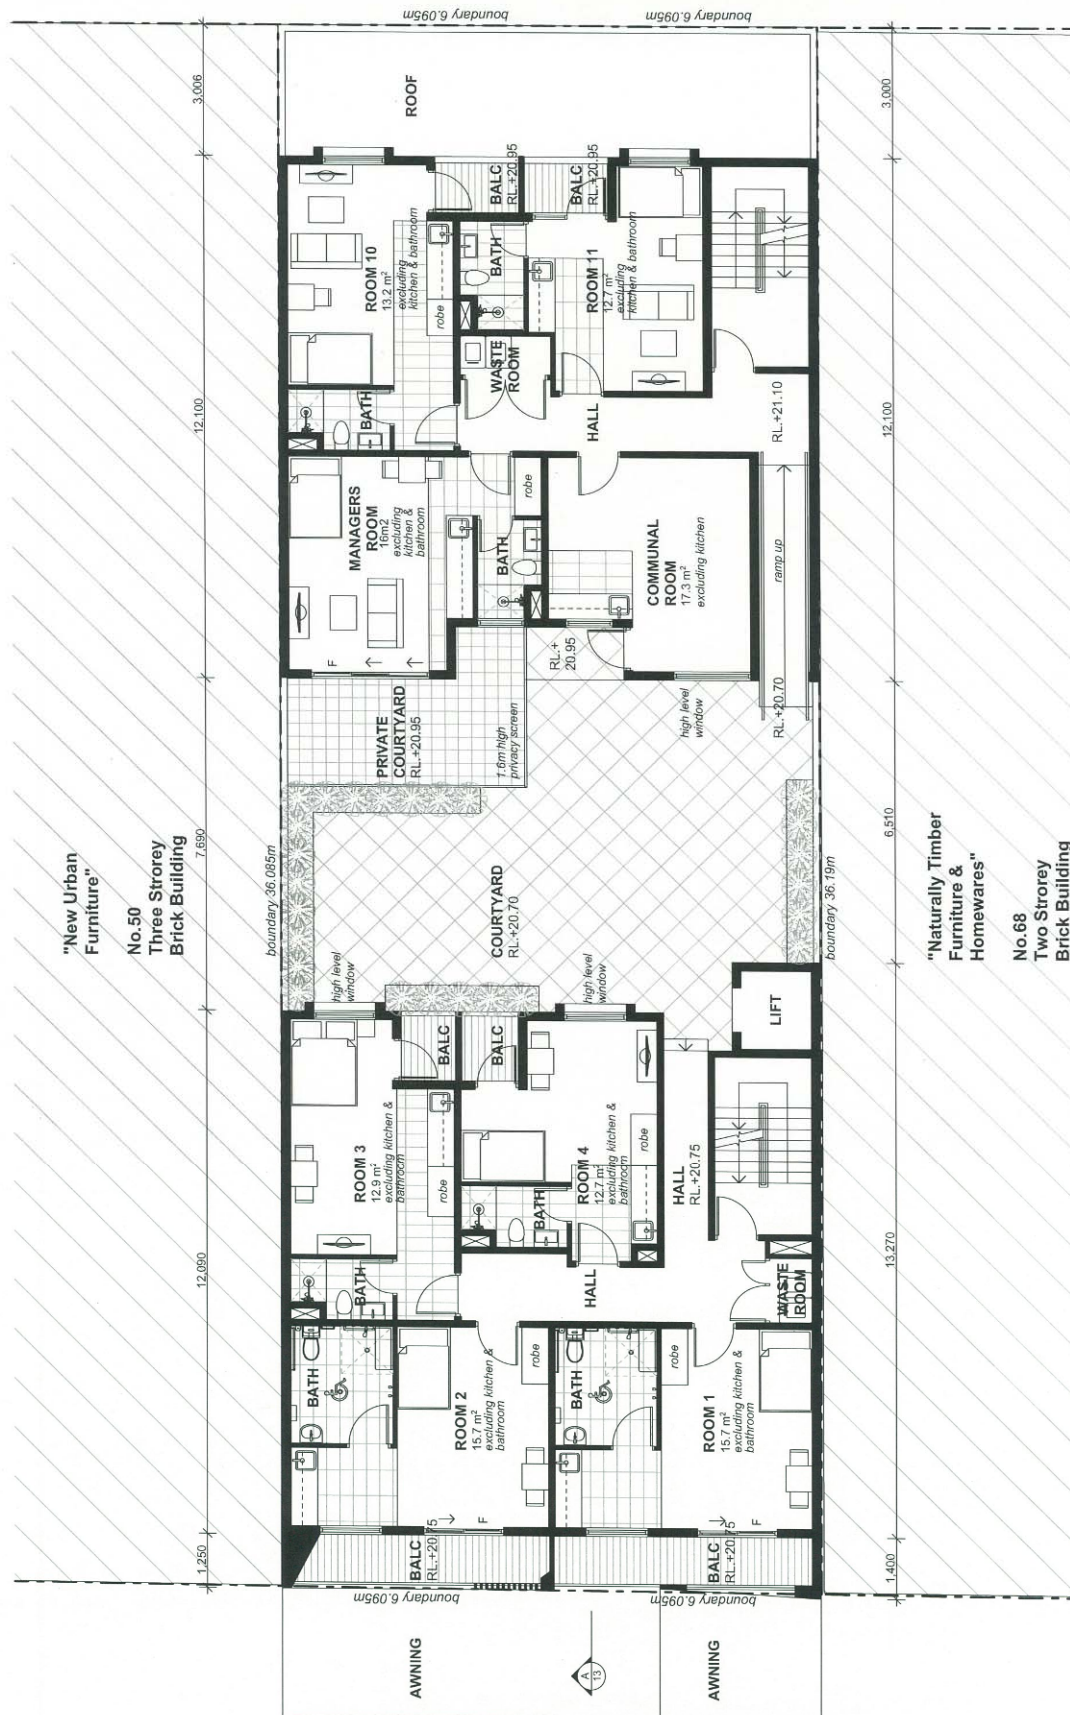 boundary 6.095m
boundary 6.095m
3,006
3,000
ROOF
BALC
RL.+20.95
BALC
RL.+20.95
ROOM 10
13.2 m²
excluding
kitchen & bathroom
robe
BATH
ROOM 11
12.7 m²
excluding
kitchen & bathroom
WASTE
ROOM
BATH
HALL
RL.+21.10
12,100
12,100
MANAGERS
ROOM
16m2
excluding
kitchen &
bathroom
robe
BATH
COMMUNAL
ROOM
17.3 m²
excluding kitchen
ramp up
RL.+
20.95
F
PRIVATE
COURTYARD
RL.+20.95
1.6m high
privacy screen
high level
window
RL.+20.70
"New Urban
Furniture"
No.50
Three Strorey
Brick Building
7,690
boundary 36.085m
COURTYARD
RL.+20.70
6,510
boundary 36.19m
"Naturally Timber
Furniture &
Homewares"
No.68
Two Storey
Brick Building
high level
window
high level
window
LIFT
BALC
BALC
ROOM 3
12.9 m²
excluding kitchen &
bathroom
robe
ROOM 4
12.7 m²
excluding kitchen &
bathroom
robe
BATH
HALL
RL.+20.75
BATH
HALL
WASTE
ROOM
12,090
13,270
BATH
robe
ROOM 2
15.7 m²
excluding kitchen &
bathroom
BATH
robe
ROOM 1
15.7 m²
excluding kitchen &
bathroom
F
F
BALC
RL.+20.75
BALC
RL.+20.75
1,250
1,400
boundary 6.095m
boundary 6.095m
AWNING
A
13
AWNING